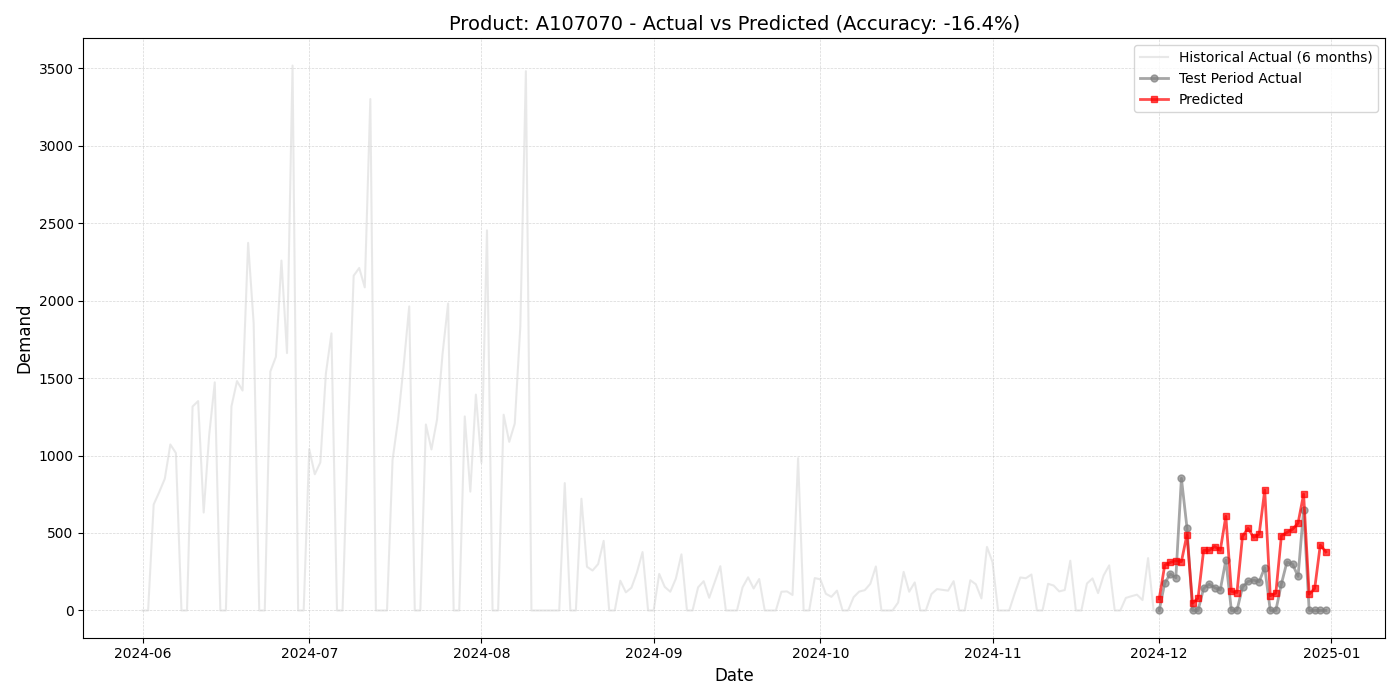 Product: A107070 - Actual vs Predicted (Accuracy: -16.4%)
Historical Actual (6 months)
Test Period Actual
Predicted
Demand
3500
3000
2500
2000
1500
1000
500
0
2024-06
2024-07
2024-08
2024-09
2024-10
2024-11
2024-12
2025-01
Date